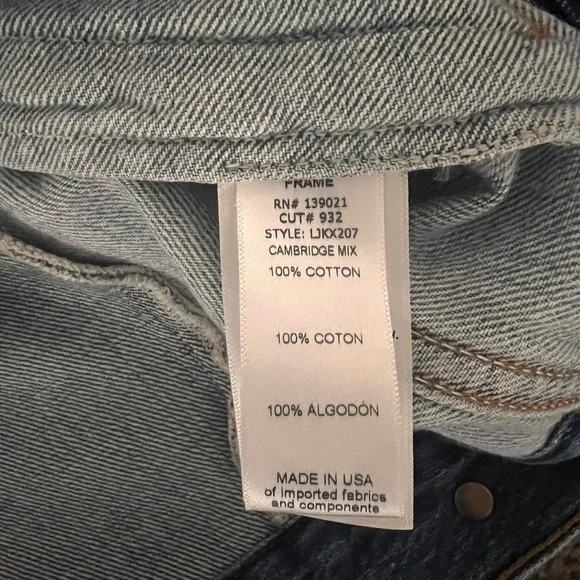 FRAME
RN# 139021
CUT# 932
STYLE: LJKX207
CAMBRIDGE MIX
100% COTTON
100% COTON
100% ALGODÓN
MADE IN USA
of imported fabrics
and components